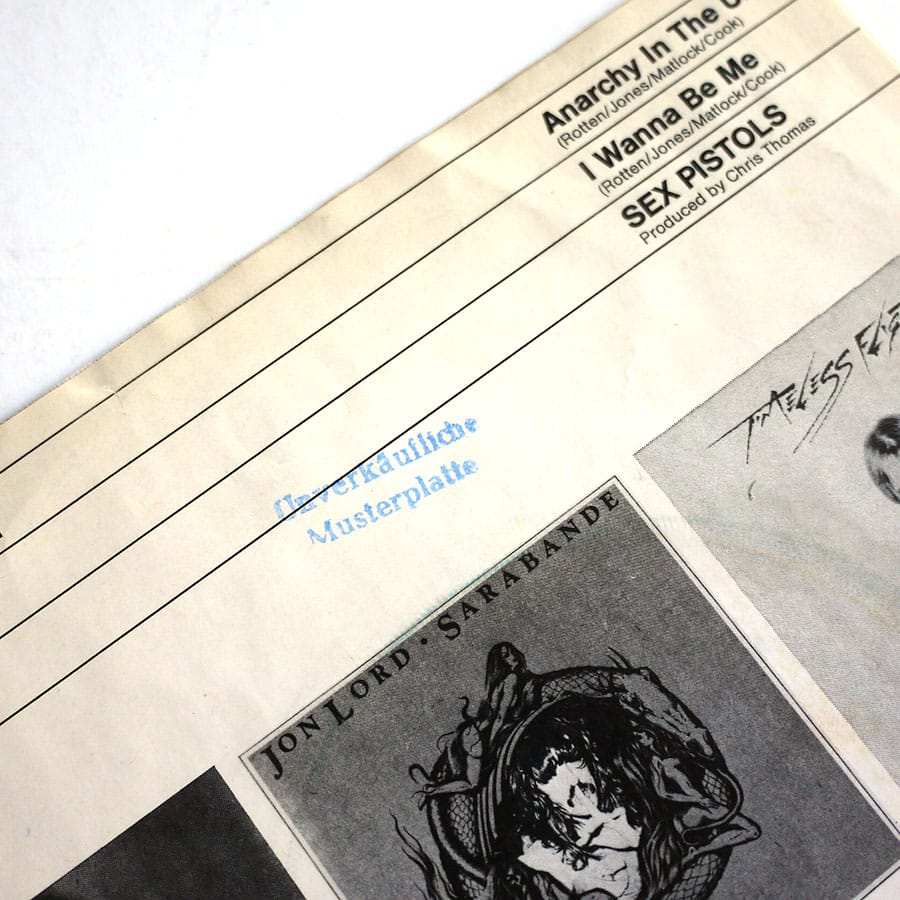 Anarchy In The
(Rotten/Jones/Matlock/Cook)
I Wanna Be Me
(Rotten/Jones/Matlock/Cook)
SEX PISTOLS
Produced by Chris Thomas
Unverkäufliche
Musterplatte
JON LORD · SARABANDE
TIMELESS